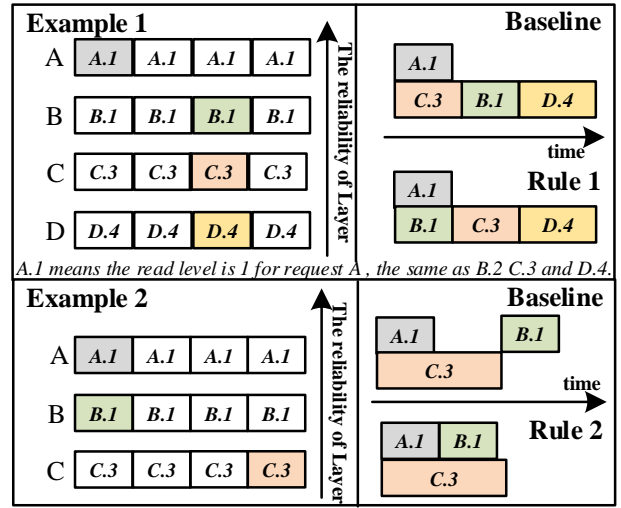 Example 1
A A.1 A.1 A.1 A.1
B B.1 B.1 B.1 B.1
C C.3 C.3 C.3 C.3
D D.4 D.4 D.4 D.4
The reliability of Layer
Baseline
A.1
C.3 B.1 D.4
time
Rule 1
A.1
B.1 C.3 D.4
A.1 means the read level is 1 for request A , the same as B.2 C.3 and D.4.
Example 2
A A.1 A.1 A.1 A.1
B B.1 B.1 B.1 B.1
C C.3 C.3 C.3 C.3
The reliability of Layer
Baseline
A.1 B.1
C.3
time
Rule 2
A.1 B.1
C.3